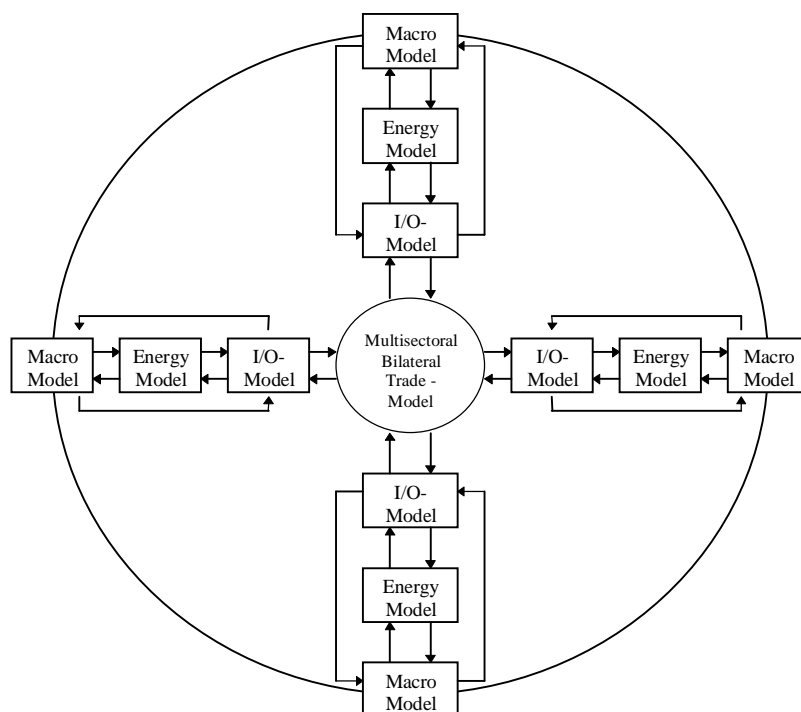 Macro
Model
Energy
Model
I/O-
Model
Macro
Model
Energy
Model
I/O-
Model
Multisectoral
Bilateral
Trade -
Model
I/O-
Model
Energy
Model
Macro
Model
I/O-
Model
Energy
Model
Macro
Model